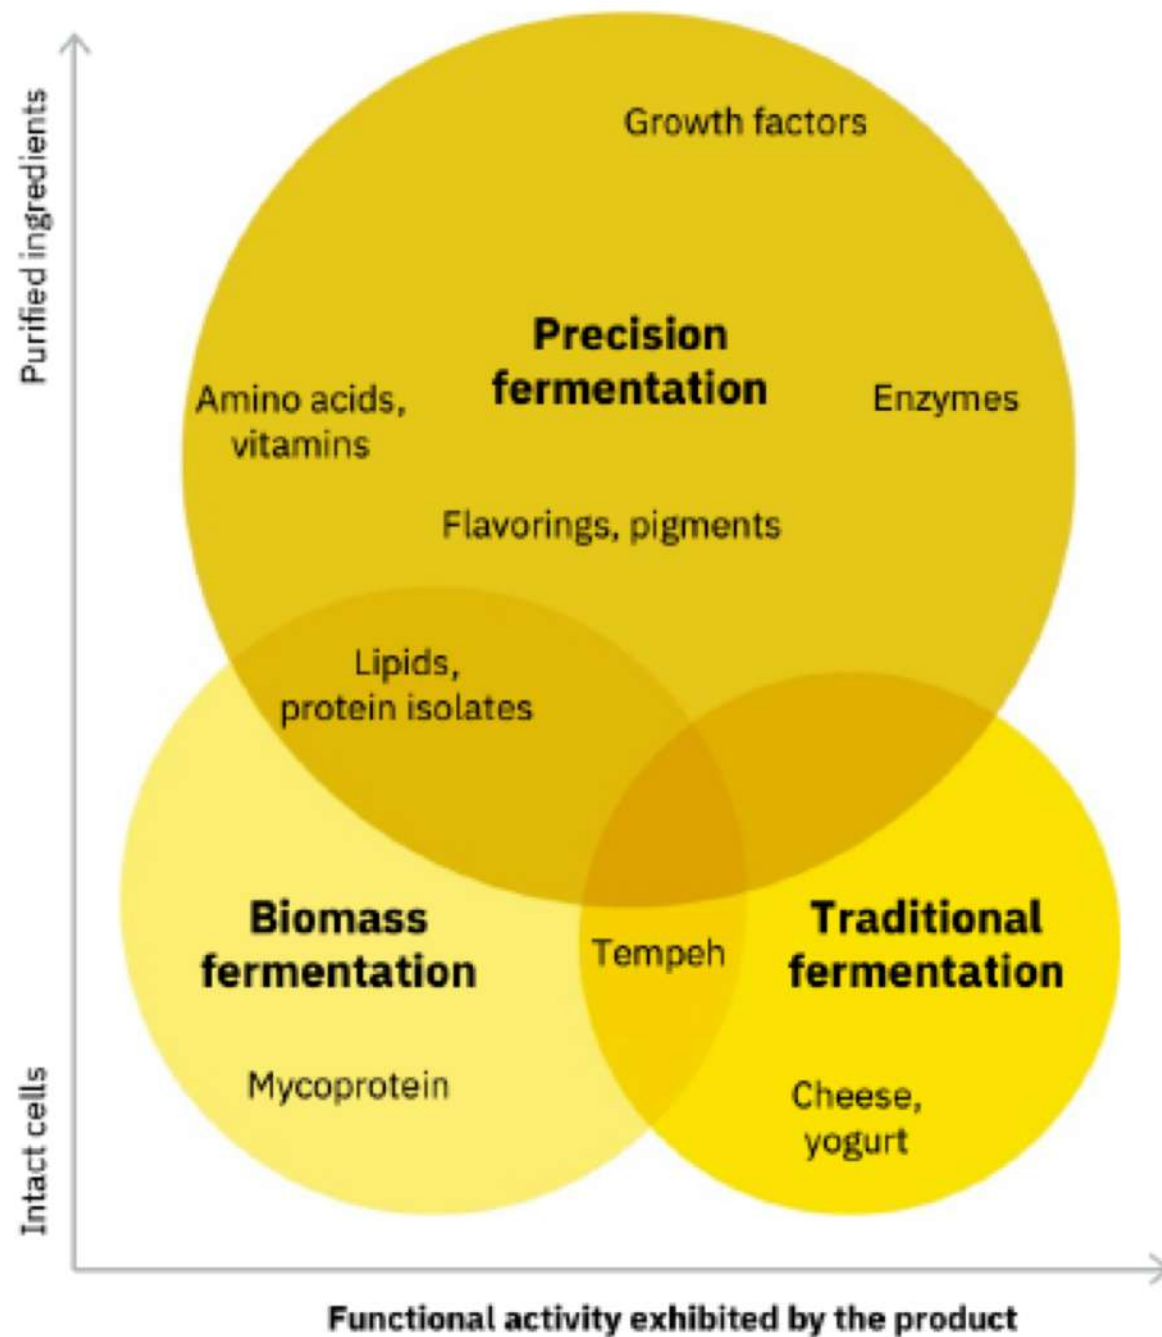 Purified ingredients
Growth factors
Precision
fermentation
Amino acids,
vitamins
Enzymes
Flavorings, pigments
Lipids,
protein isolates
Biomass
fermentation
Tempeh
Traditional
fermentation
Mycoprotein
Cheese,
yogurt
Intact cells
Functional activity exhibited by the product